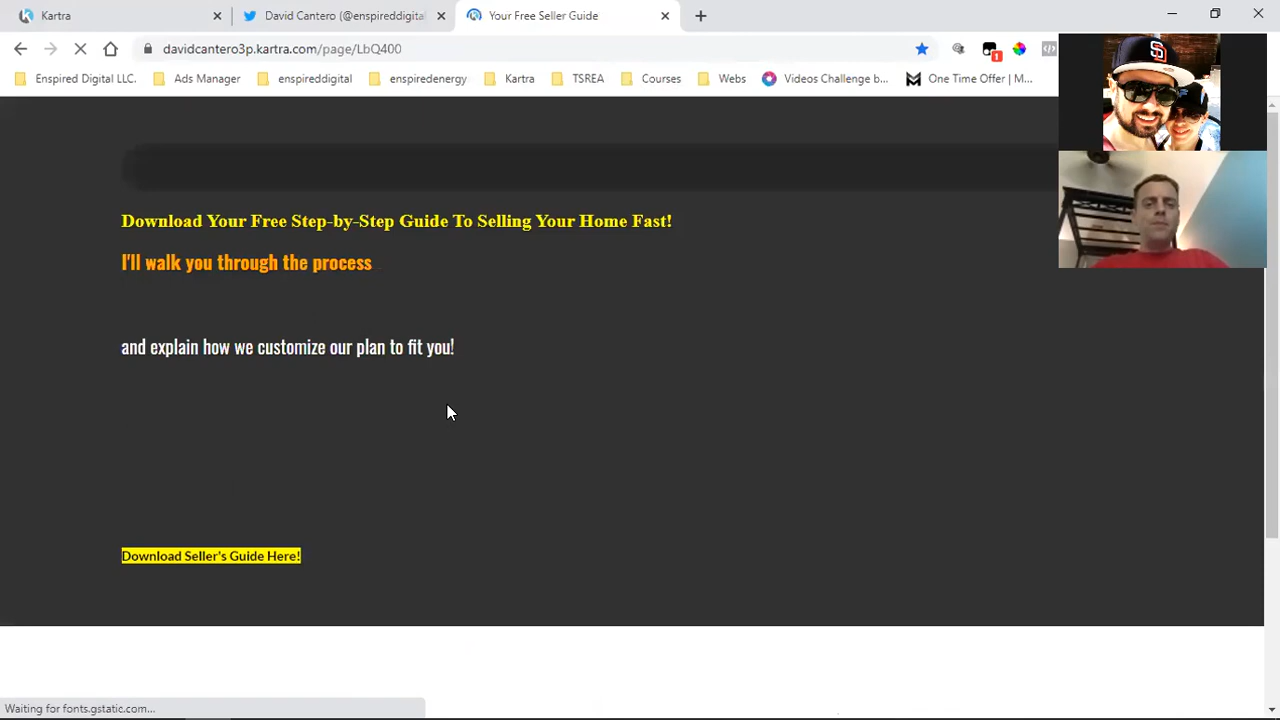 Kartra
David Cantero (@enspireddigital
Your Free Seller Guide
davidcantero3p.kartra.com/page/LbQ400
1
Enspired Digital LLC.
Ads Manager
enspireddigital
enspiredenergy
Kartra
TSREA
Courses
Webs
Videos Challenge b...
One Time Offer | M...
Download Your Free Step-by-Step Guide To Selling Your Home Fast!
I'll walk you through the process
and explain how we customize our plan to fit you!
Download Seller's Guide Here!
Waiting for fonts.gstatic.com...